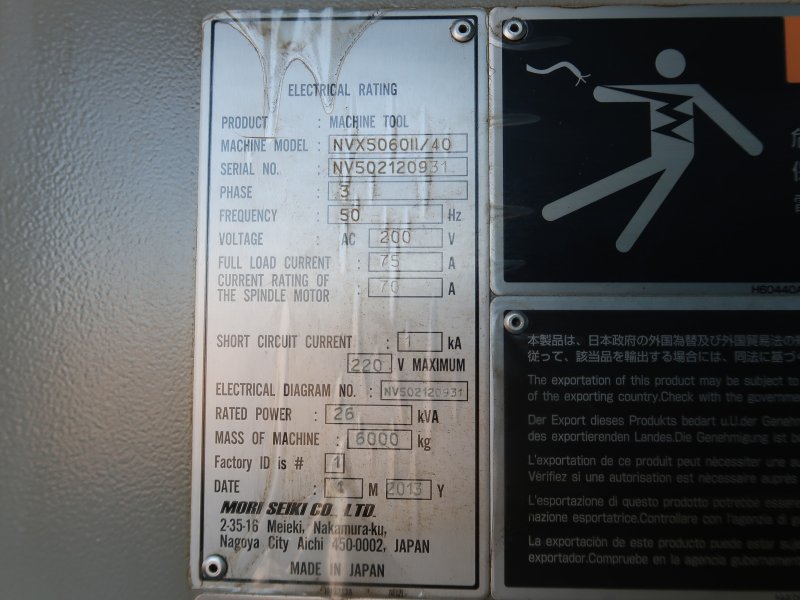 ELECTRICAL RATING
PRODUCT : MACHINE TOOL
MACHINE MODEL : NVX5060II/40
SERIAL NO. : NV502120931
PHASE : 3
FREQUENCY : 50 Hz
VOLTAGE : AC 200 V
FULL LOAD CURRENT : 75 A
CURRENT RATING OF
THE SPINDLE MOTOR : 70 A
SHORT CIRCUIT CURRENT : 1 kA
220 V MAXIMUM
ELECTRICAL DIAGRAM NO. : NV502120931
RATED POWER : 26 kVA
MASS OF MACHINE : 6000 kg
Factory ID is # 1
DATE : 1 M 2013 Y
MORI SEIKI CO., LTD.
2-35-16 Meieki, Nakamura-ku,
Nagoya City Aichi 450-0002, JAPAN
MADE IN JAPAN
H60440
本製品は、日本政府の外国為替及び外国貿易法の
従って、該当品を輸出する場合には、同法に基づ
The exportation of this product may be subject to
of the exporting country.Check with the governme
Der Export dieses Produkts bedarf u.U.der Geneh
des exportierenden Landes.Die Genehmigung ist b
L'exportation de ce produit peut nécessiter une au
Vérifiez si une autorisation est nécessaire auprès
L'esportazione di questo prodotto potrebbe esse
nazione esportatrice.Controllare con l'agenzia di g
La exportación de este producto puede estar suj
exportador.Compruebe en la agencia gubernamen